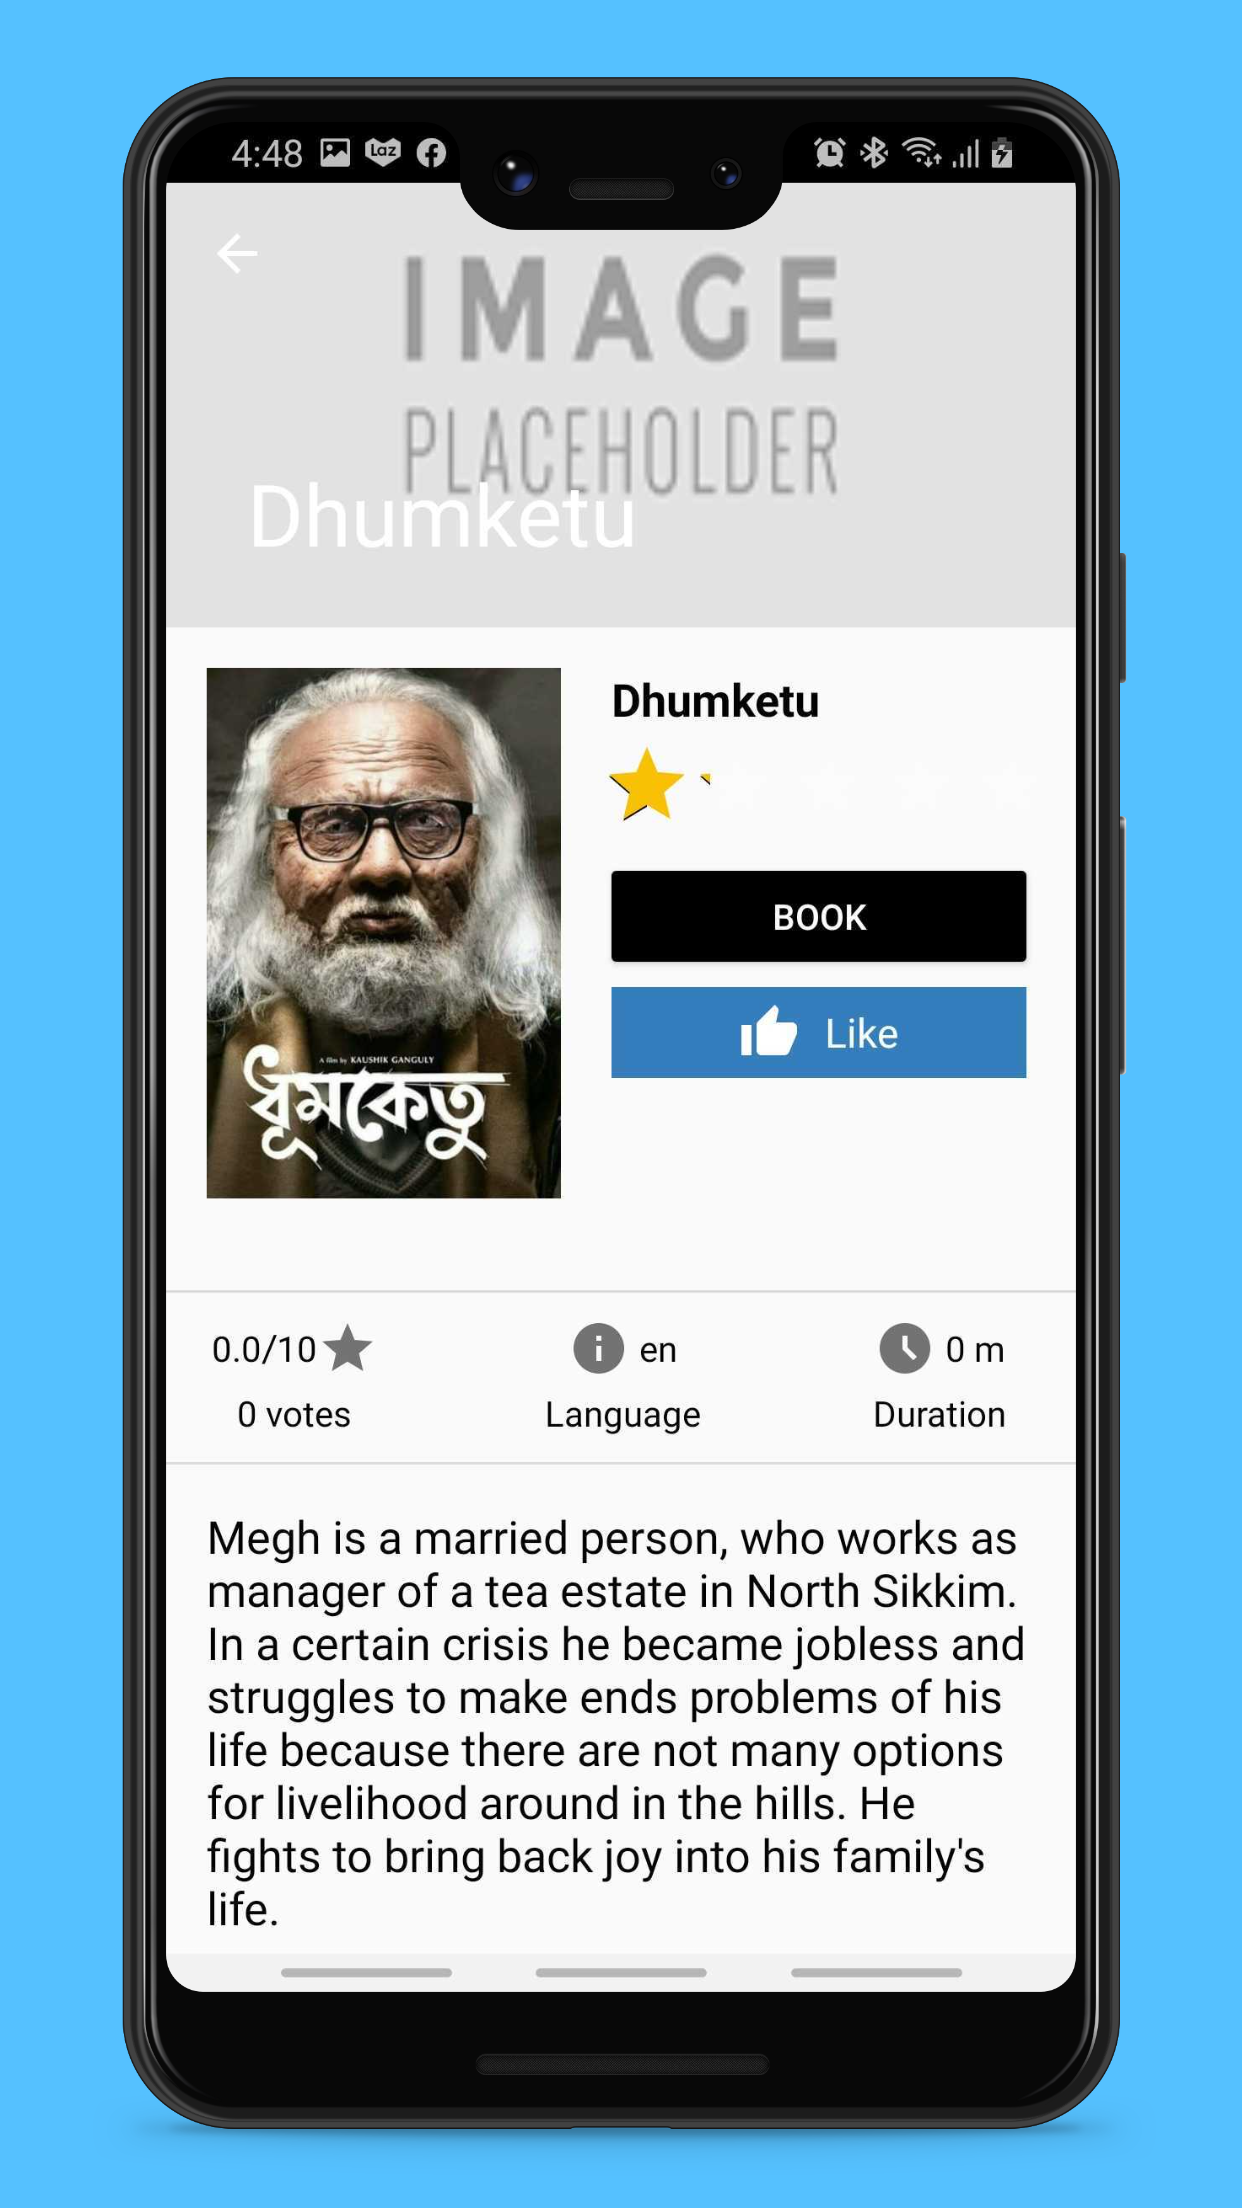 4:48
Laz
IMAGE
PLACEHOLDER
Dhumketu
Dhumketu
BOOK
Like
A film by KAUSHIK GANGULY
ধূমকেতু
0.0/10 en 0 m
0 votes Language Duration
Megh is a married person, who works as
manager of a tea estate in North Sikkim.
In a certain crisis he became jobless and
struggles to make ends problems of his
life because there are not many options
for livelihood around in the hills. He
fights to bring back joy into his family's
life.